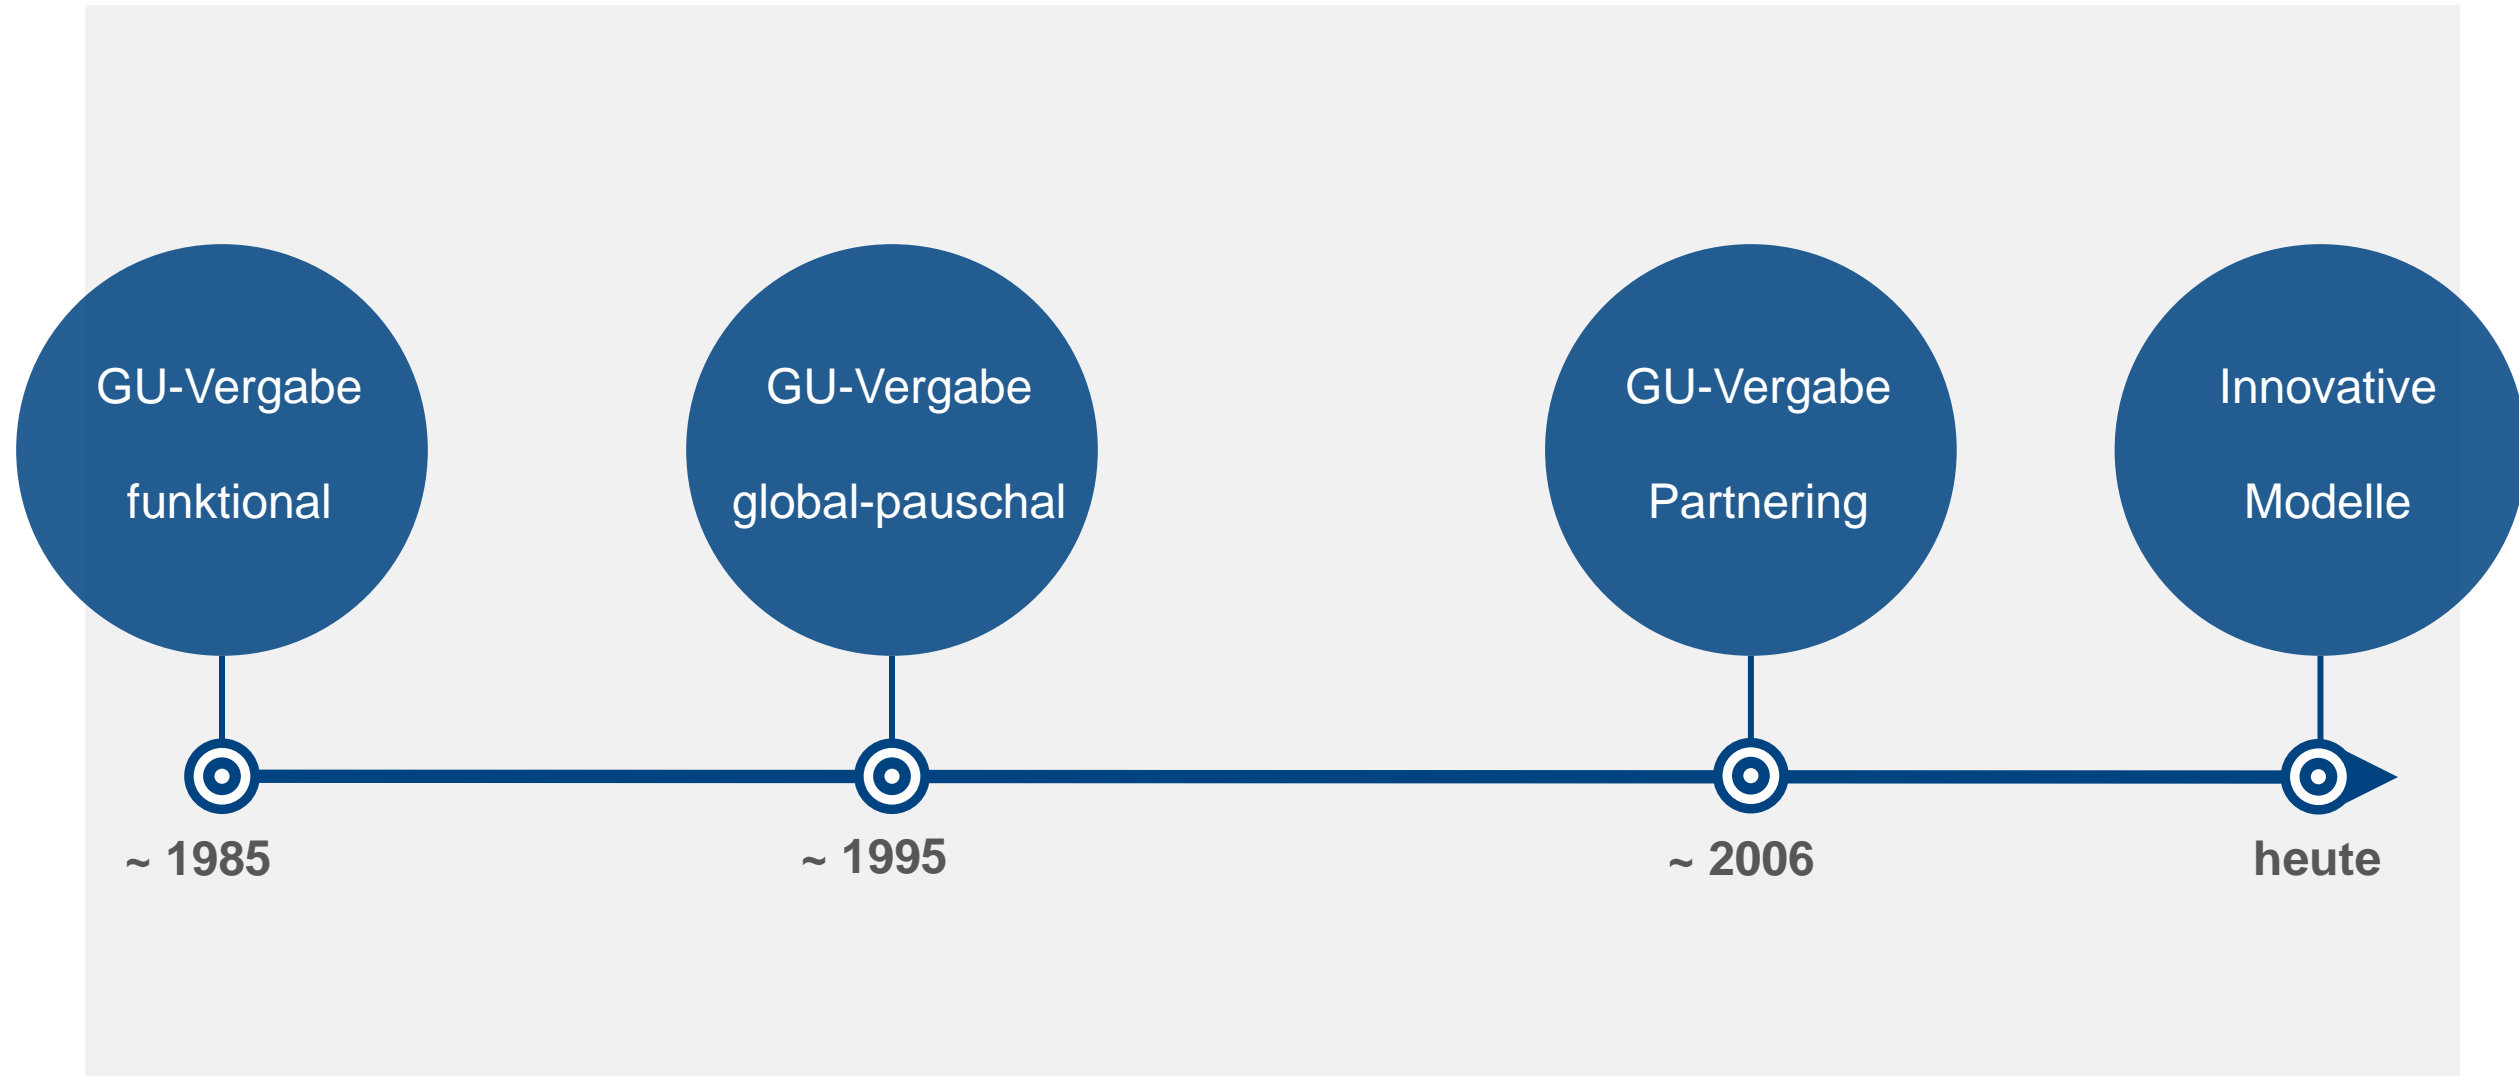 GU-Vergabe
funktional
GU-Vergabe
global-pauschal
GU-Vergabe
Partnering
Innovative
Modelle
~ 1985
~ 1995
~ 2006
heute